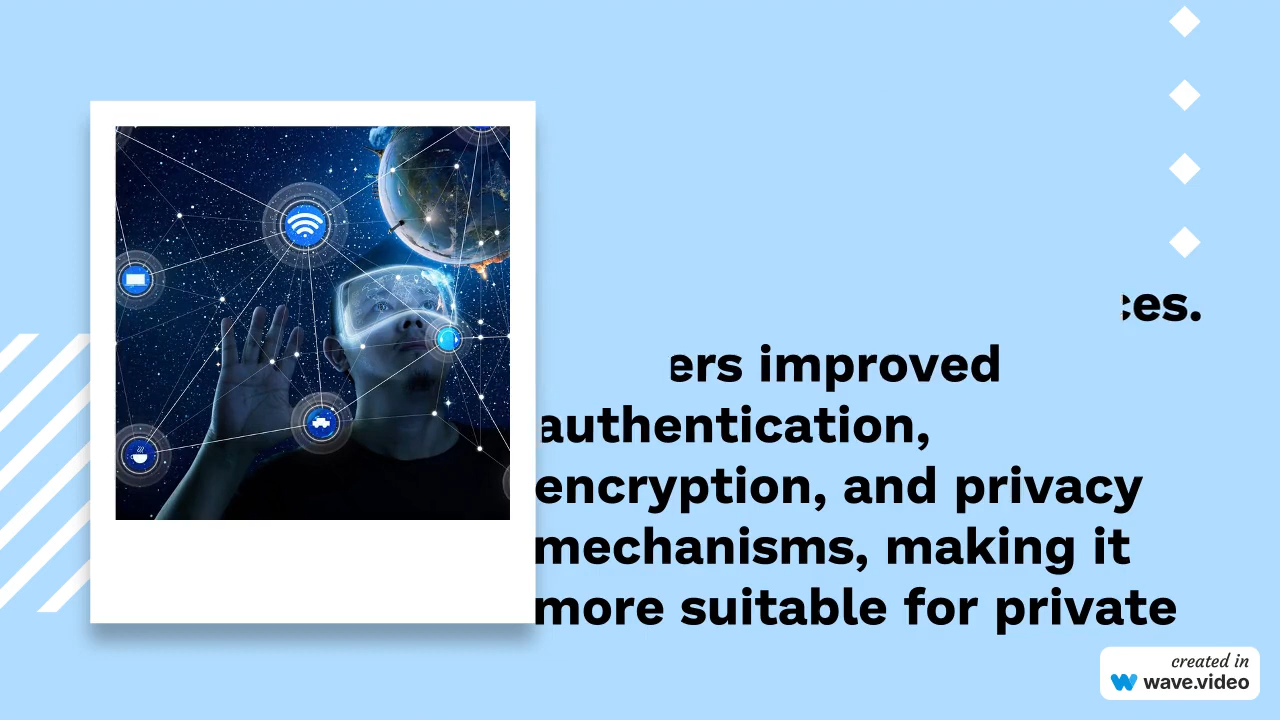 ces.
ers improved
authentication,
encryption, and privacy
mechanisms, making it
more suitable for private
created in
wave.video